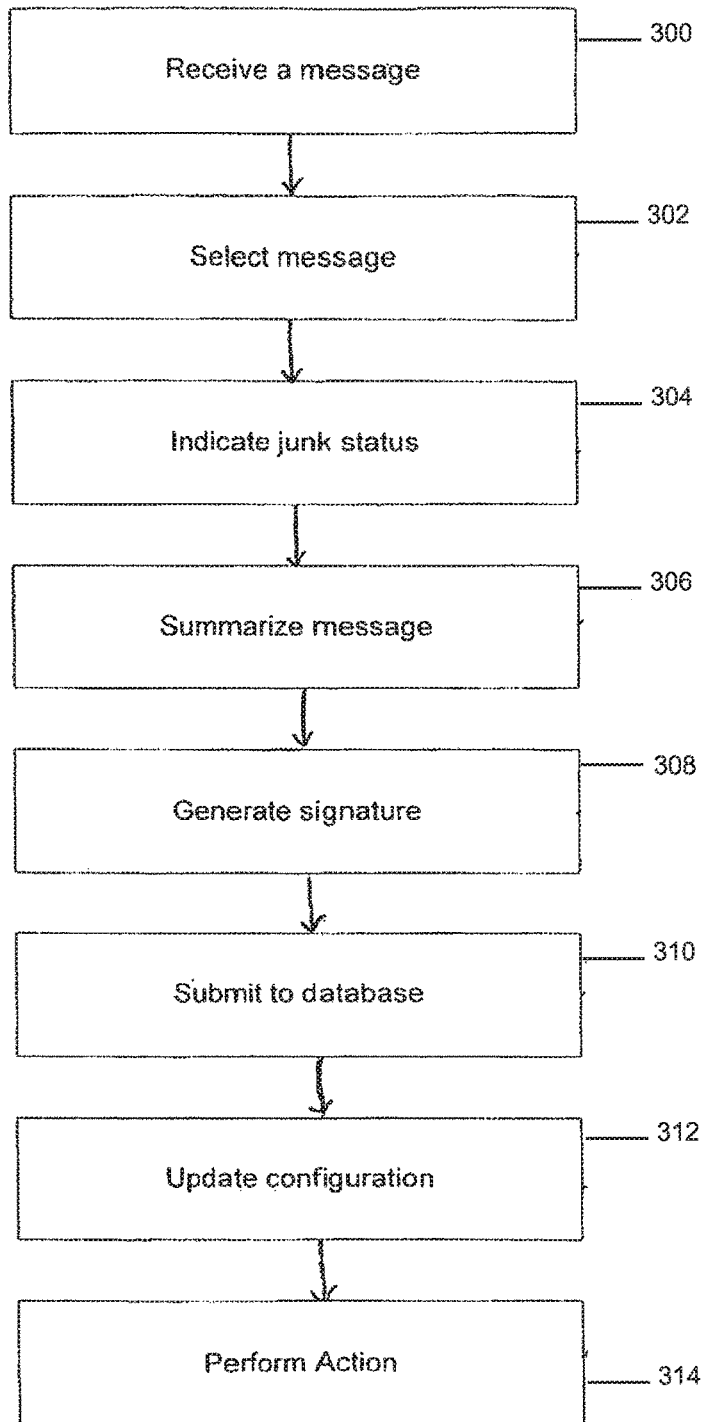 300
Receive a message
302
Select message
304
Indicate junk status
306
Summarize message
308
Generate signature
310
Submit to database
312
Update configuration
Perform Action
314